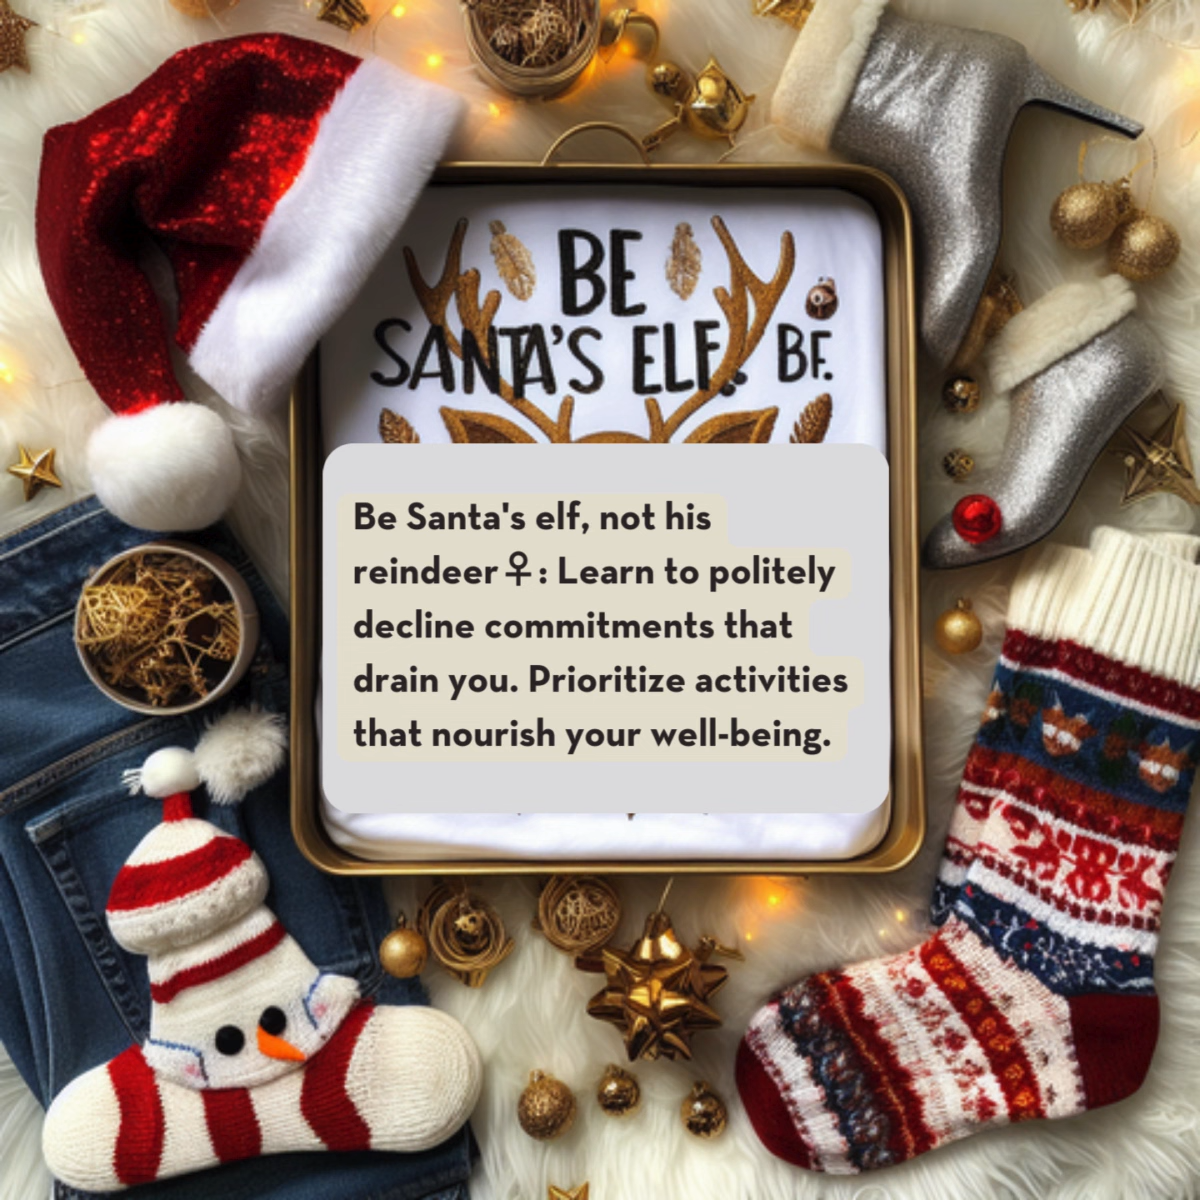 BE
SANTA'S ELF. BF.
Be Santa's elf, not his
reindeer♀: Learn to politely
decline commitments that
drain you. Prioritize activities
that nourish your well-being.